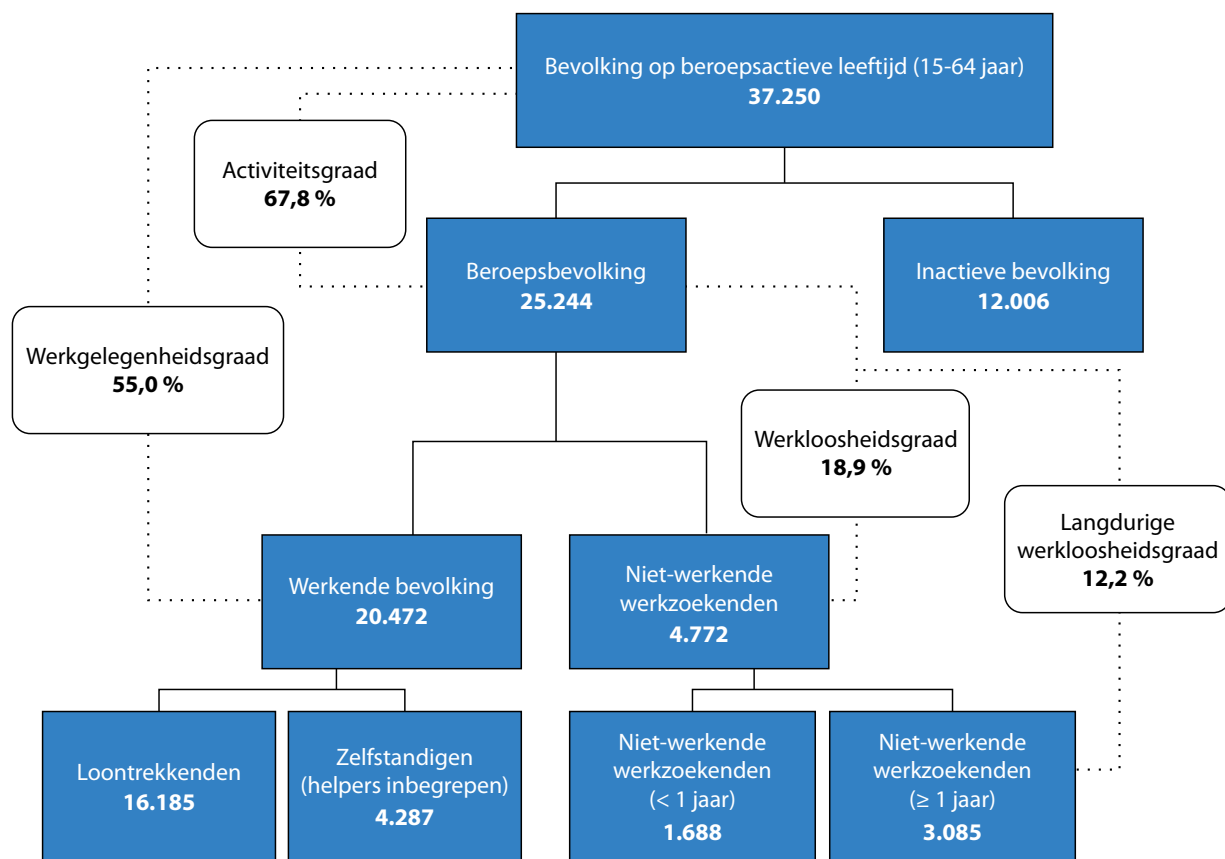 Bevolking op beroepsactieve leeftijd (15-64 jaar)
37.250
Activiteitsgraad
67,8 %
Beroepsbevolking
25.244
Inactieve bevolking
12.006
Werkgelegenheidsgraad
55,0 %
Werkloosheidsgraad
18,9 %
Langdurige
werkloosheidsgraad
12,2 %
Werkende bevolking
20.472
Niet-werkende
werkzoekenden
4.772
Loontrekkenden
16.185
Zelfstandigen
(helpers inbegrepen)
4.287
Niet-werkende
werkzoekenden
(< 1 jaar)
1.688
Niet-werkende
werkzoekenden
(≥ 1 jaar)
3.085